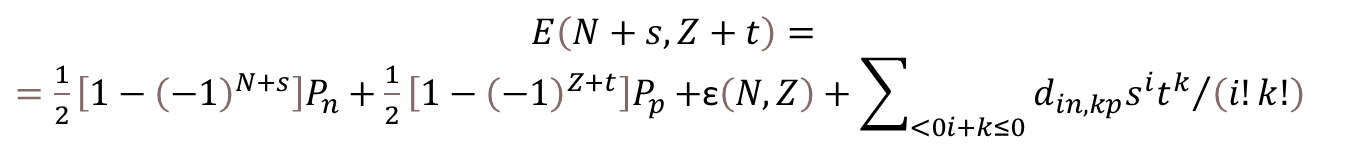 E(N + s, Z + t) =
= 1/2 [1 − (−1)^{N+s}]P_n + 1/2 [1 − (−1)^{Z+t}]P_p +ε(N, Z) + ∑_{<0i+k≤0} d_{in,kp} s^i t^k/(i! k!)